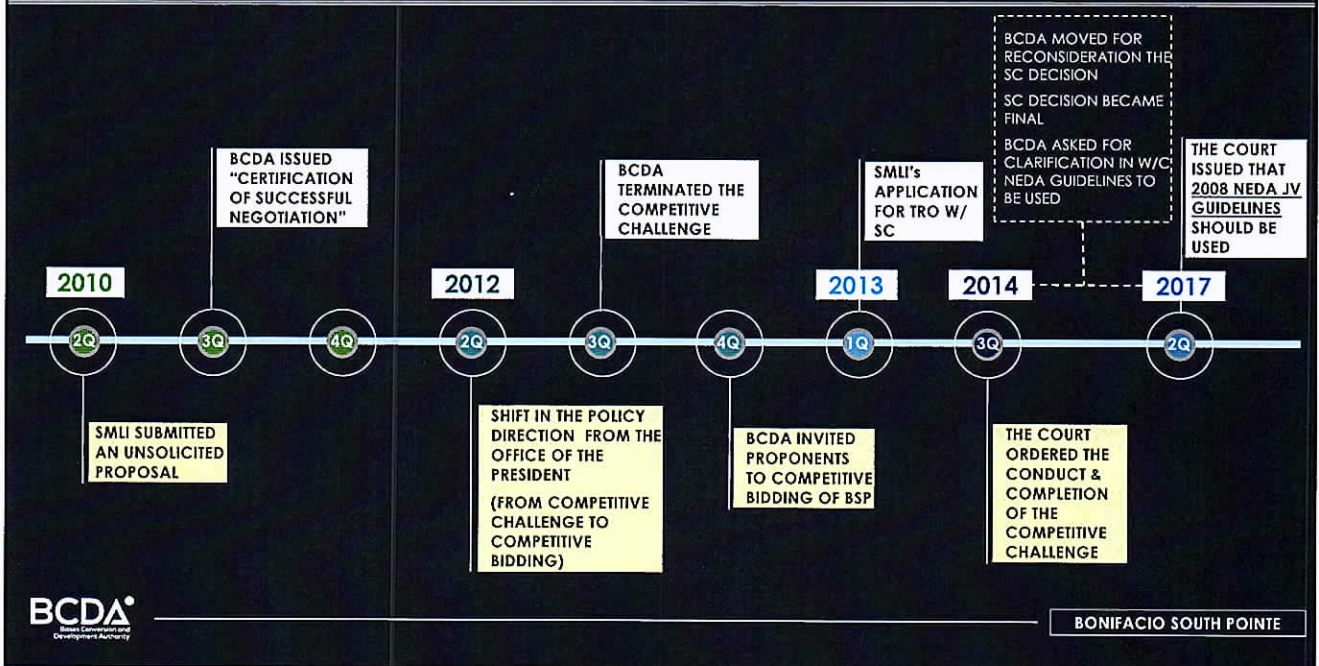 BCDA MOVED FOR
RECONSIDERATION THE
SC DECISION
SC DECISION BECAME
FINAL
BCDA ASKED FOR
CLARIFICATION IN W/C
NEDA GUIDELINES TO
BE USED
BCDA ISSUED
"CERTIFICATION
OF SUCCESSFUL
NEGOTIATION"
BCDA
TERMINATED THE
COMPETITIVE
CHALLENGE
SMLI's
APPLICATION
FOR TRO W/
SC
THE COURT
ISSUED THAT
2008 NEDA JV
GUIDELINES
SHOULD BE
USED
2010
2012
2013
2014
2017
2Q
3Q
4Q
2Q
3Q
4Q
1Q
3Q
2Q
SMLI SUBMITTED
AN UNSOLICITED
PROPOSAL
SHIFT IN THE POLICY
DIRECTION FROM THE
OFFICE OF THE
PRESIDENT
(FROM COMPETITIVE
CHALLENGE TO
COMPETITIVE
BIDDING)
BCDA INVITED
PROPONENTS
TO COMPETITIVE
BIDDING OF BSP
THE COURT
ORDERED THE
CONDUCT &
COMPLETION
OF THE
COMPETITIVE
CHALLENGE
BCDA
Bases Conversion and
Development Authority
BONIFACIO SOUTH POINTE